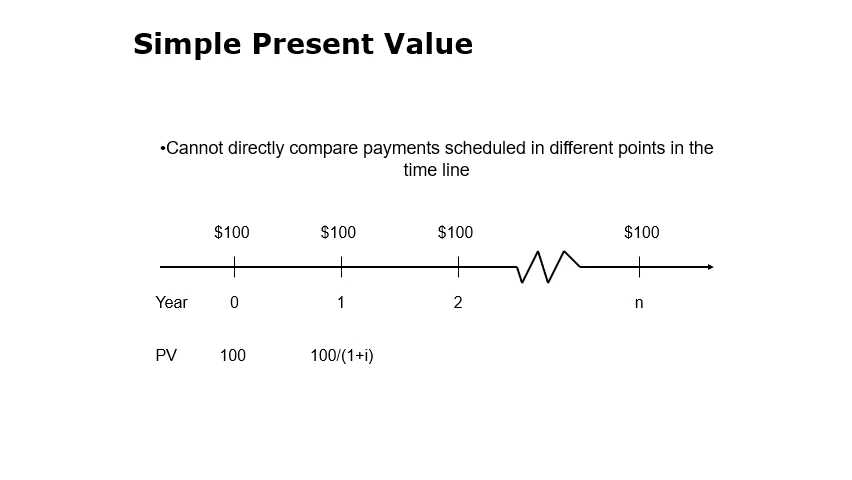 Simple Present Value
•Cannot directly compare payments scheduled in different points in the
time line
$100 $100 $100 $100
Year 0 1 2 n
PV 100 100/(1+i)